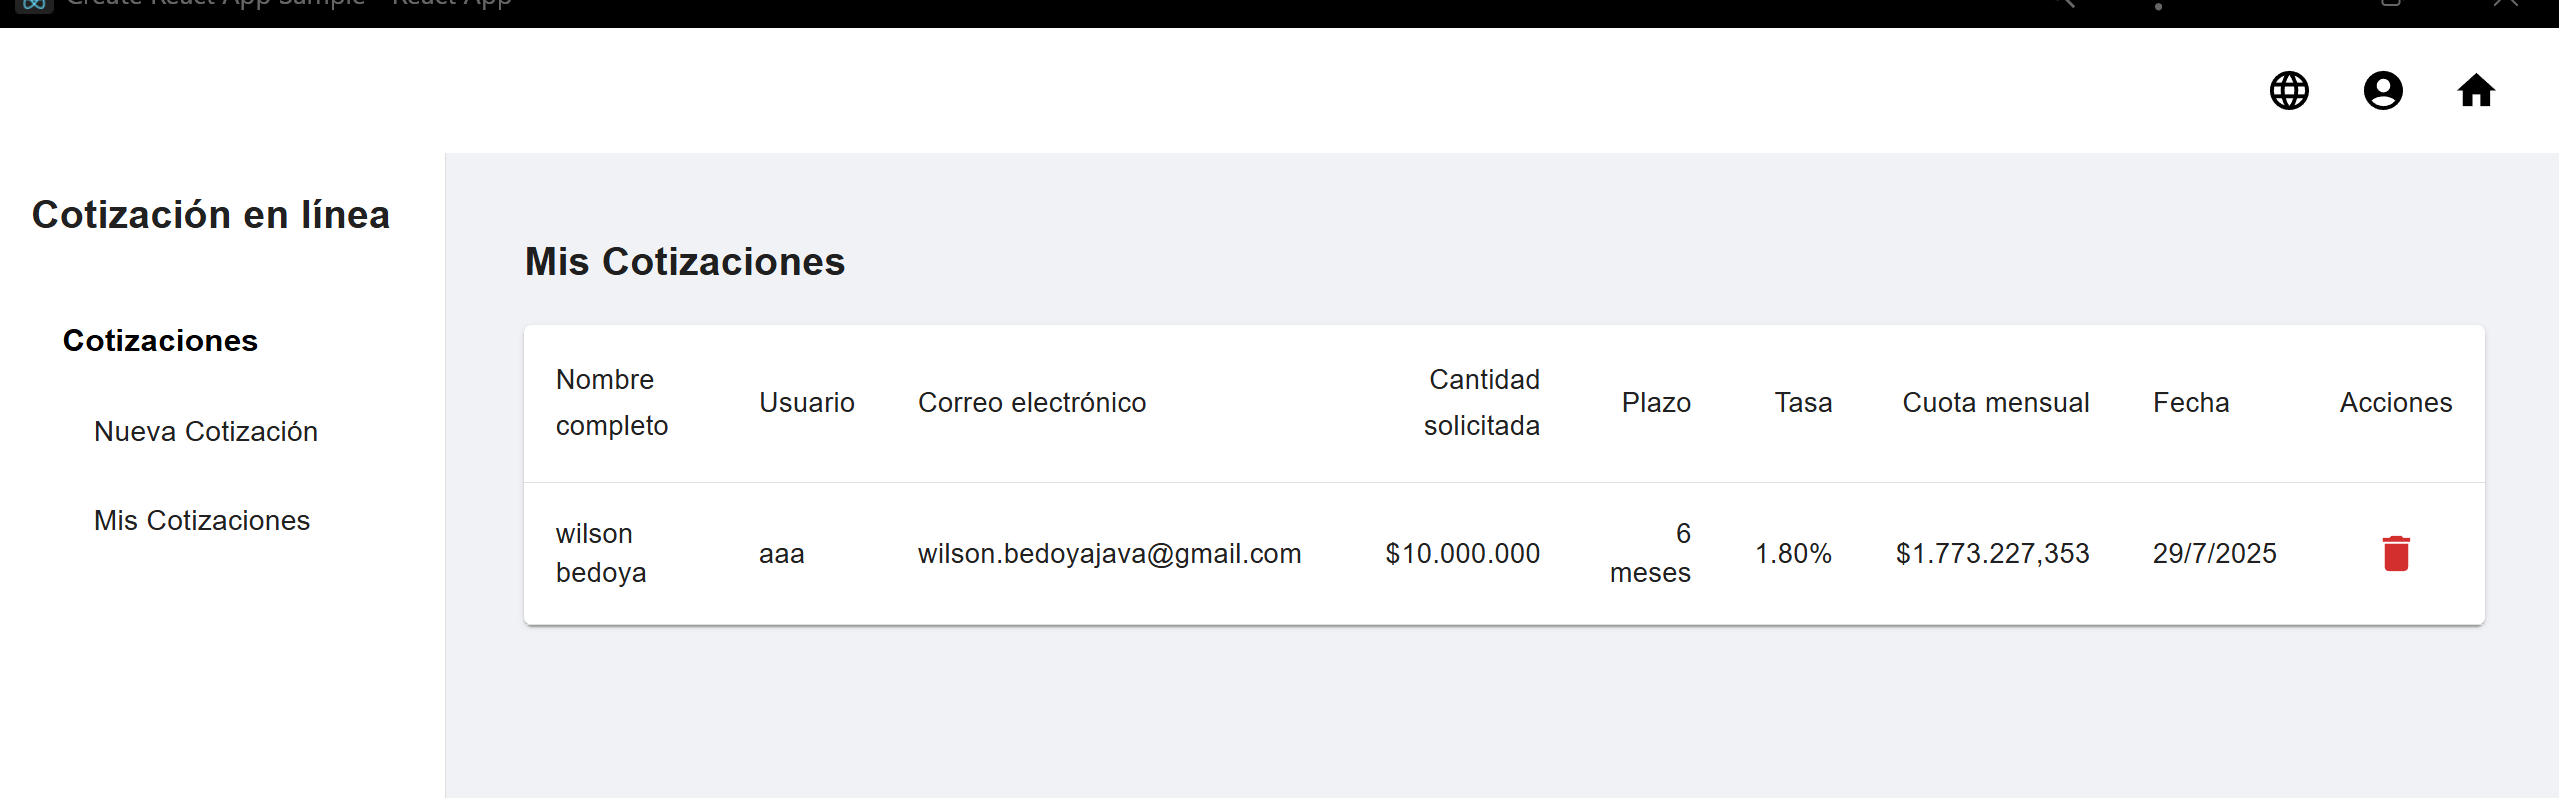 Create React App Sample - React App
Cotización en línea
Cotizaciones
Nueva Cotización
Mis Cotizaciones
Mis Cotizaciones
Nombre completo Usuario Correo electrónico Cantidad solicitada Plazo Tasa Cuota mensual Fecha Acciones
wilson bedoya aaa wilson.bedoyajava@gmail.com $10.000.000 6 meses 1.80% $1.773.227,353 29/7/2025